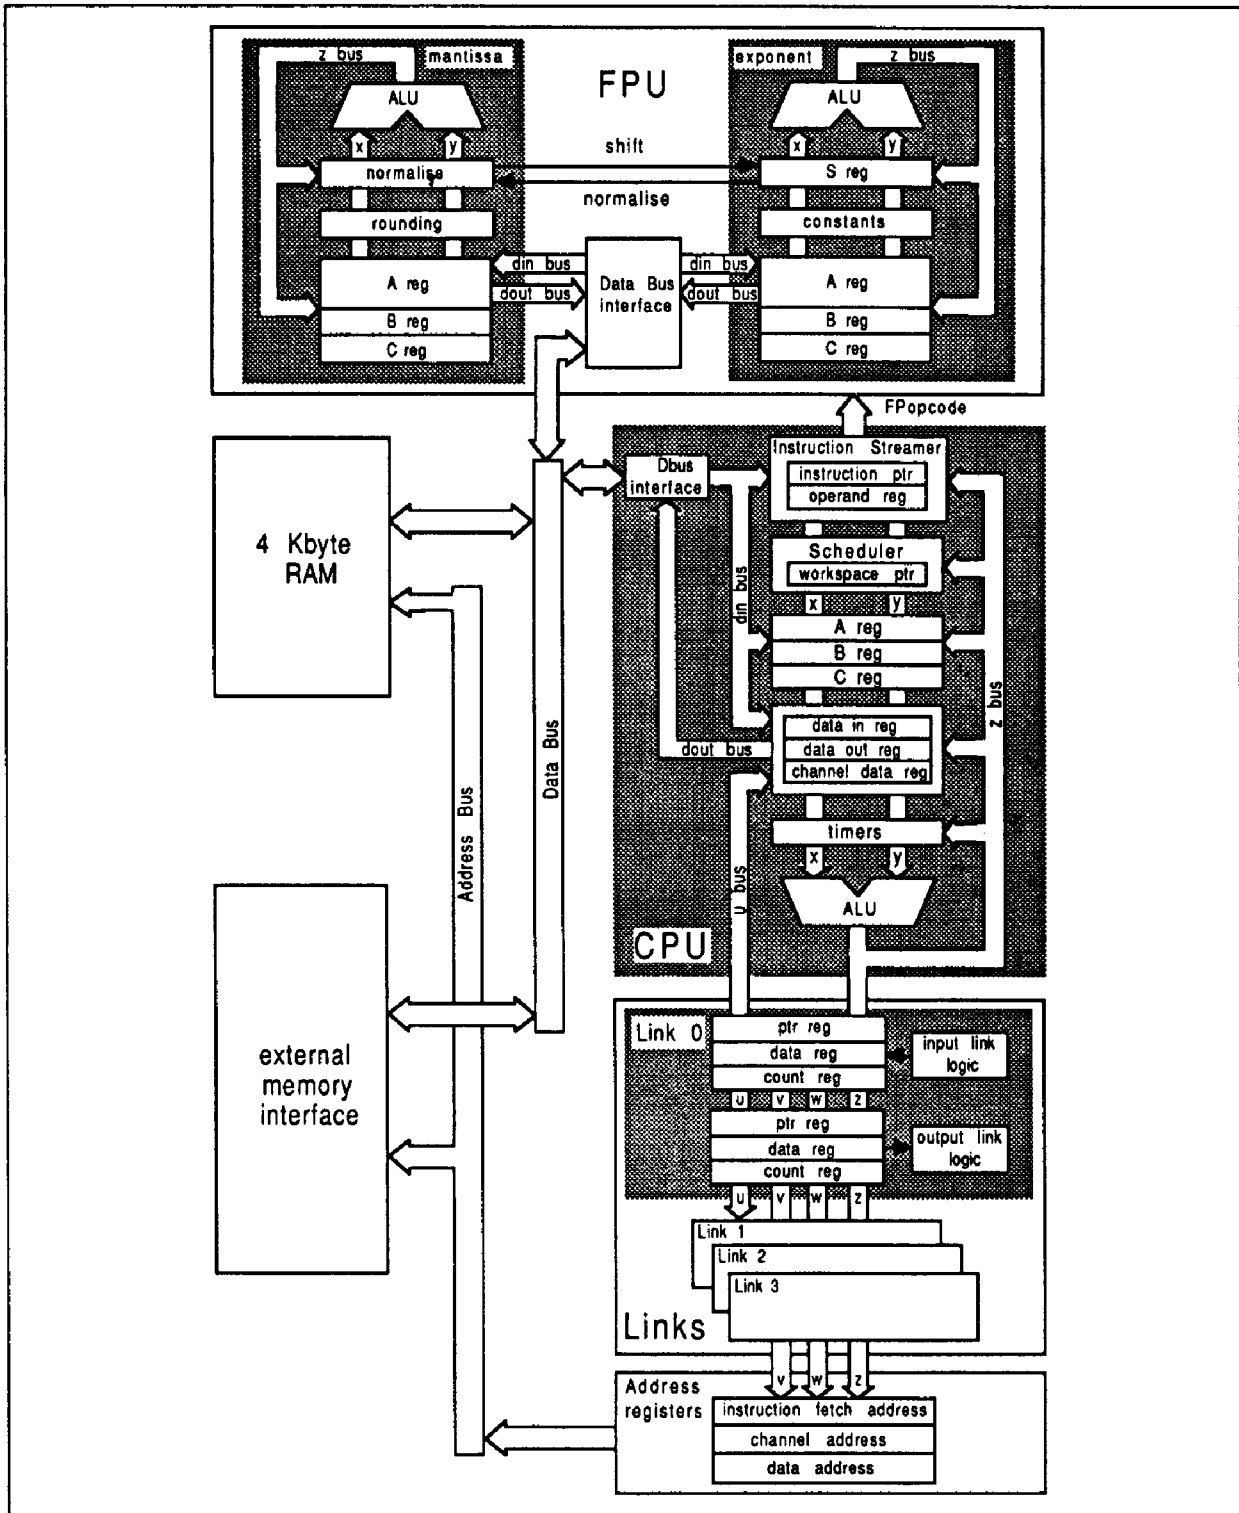 z bus
mantissa
ALU
x
y
normalise
rounding
A reg
B reg
C reg
FPU
shift
normalise
din bus
dout bus
Data Bus
interface
din bus
dout bus
exponent
z bus
ALU
x
y
S reg
constants
A reg
B reg
C reg
FPopcode
4 Kbyte
RAM
Dbus
interface
Instruction Streamer
instruction ptr
operand reg
Scheduler
workspace ptr
x
y
A reg
B reg
C reg
din bus
z bus
data in reg
data out reg
channel data reg
dout bus
Data Bus
Address Bus
timers
x
y
u bus
ALU
CPU
external
memory
interface
Link 0
ptr reg
data reg
count reg
input link
logic
u
v
w
z
ptr reg
data reg
count reg
output link
logic
u
v
w
z
Link 1
Link 2
Link 3
Links
v
w
z
Address
registers
instruction fetch address
channel address
data address